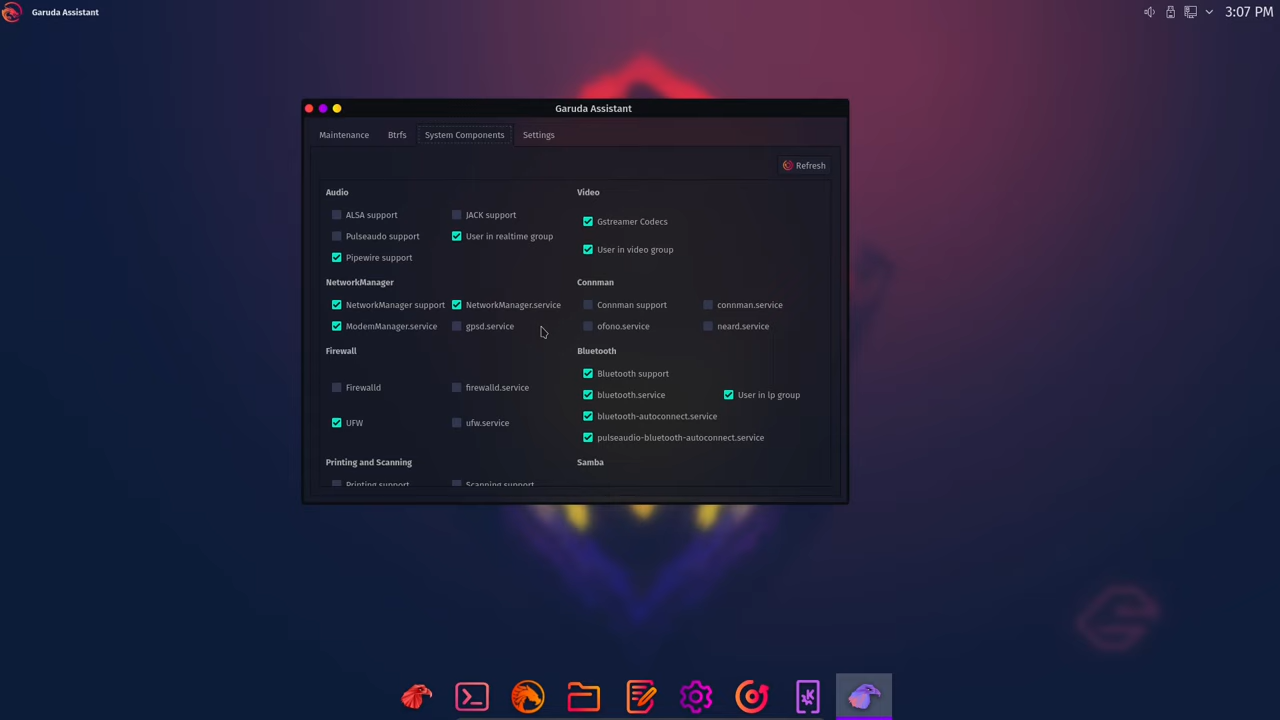 Garuda Assistant
3:07 PM
Garuda Assistant
Maintenance Btrfs System Components Settings
Refresh
Audio
ALSA support JACK support
Pulseaudo support User in realtime group
Pipewire support
Video
Gstreamer Codecs
User in video group
NetworkManager
NetworkManager support NetworkManager.service
ModemManager.service gpsd.service
Connman
Connman support connman.service
ofono.service neard.service
Firewall
Firewalld firewalld.service
UFW ufw.service
Bluetooth
Bluetooth support
bluetooth.service User in lp group
bluetooth-autoconnect.service
pulseaudio-bluetooth-autoconnect.service
Printing and Scanning
Printing support Scanning support
Samba